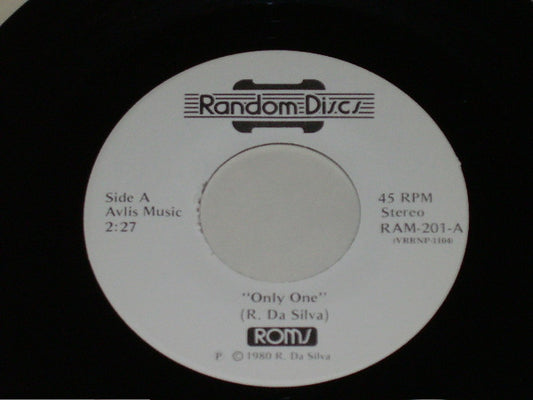 Random Discs
Side A
Avlis Music
2:27
45 RPM
Stereo
RAM-201-A
(VRRNP-1104)
"Only One"
(R. Da Silva)
ROMS
P ©1980 R. Da Silva